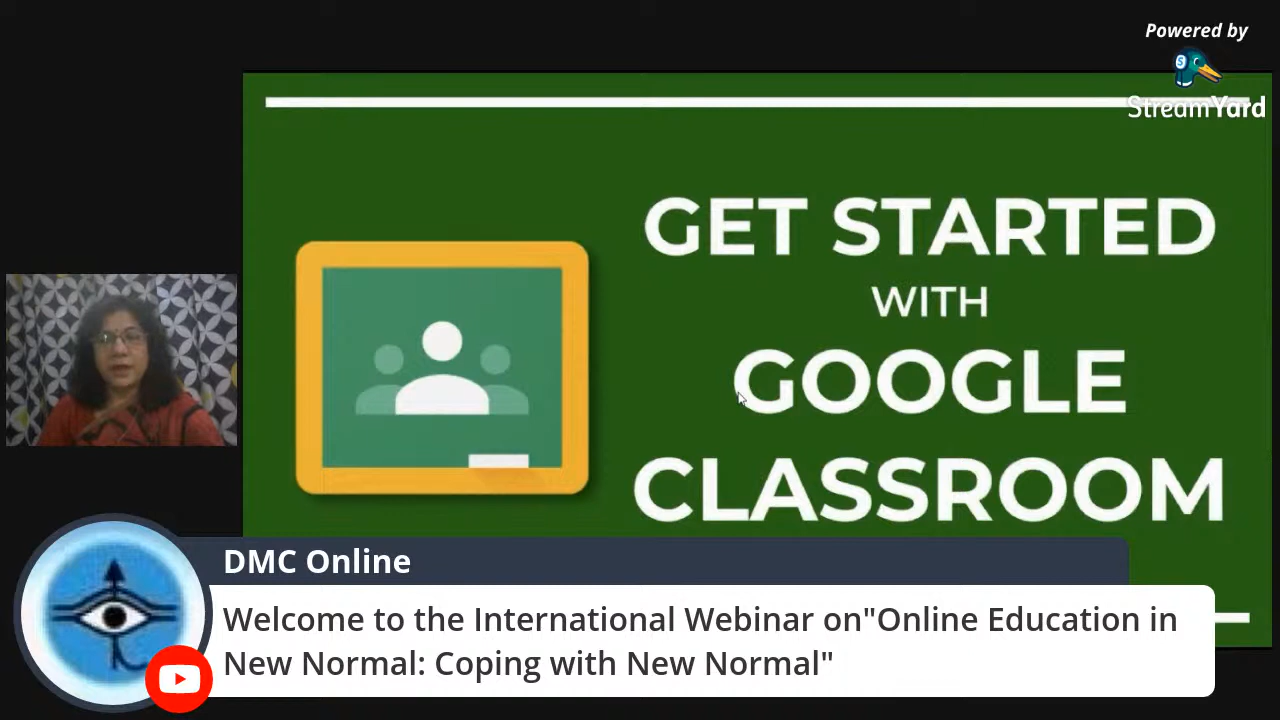 Powered by
StreamYard
GET STARTED
WITH
GOOGLE
CLASSROOM
DMC Online
Welcome to the International Webinar on"Online Education in
New Normal: Coping with New Normal"